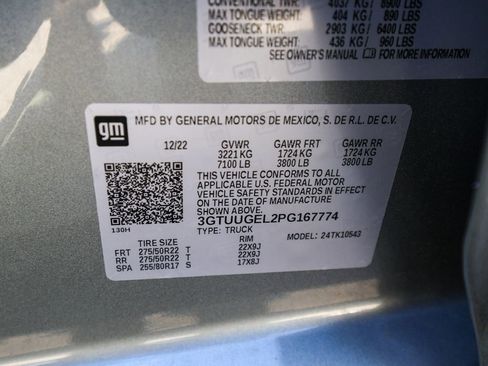 CONVENTIONAL TWR: 4037 KG / 8900 LBS
MAX TONGUE WEIGHT: 404 KG / 890 LBS
GOOSENECK TWR: 2903 KG / 6400 LBS
MAX TONGUE WEIGHT: 436 KG / 960 LBS
SEE OWNER'S MANUAL FOR MORE INFORMATION
gm
MFD BY GENERAL MOTORS DE MEXICO, S. DE R.L. DE C.V.
12/22 GVWR GAWR FRT GAWR RR
3221 KG 1724 KG 1724 KG
7100 LB 3800 LB 3800 LB
THIS VEHICLE CONFORMS TO ALL
APPLICABLE U.S. FEDERAL MOTOR
VEHICLE SAFETY STANDARDS IN EFFECT
ON THE DATE OF MANUFACTURE
SHOWN ABOVE.
3GTUUGEL2PG167774
130H TYPE: TRUCK MODEL: 24TK10543
TIRE SIZE RIM
FRT 275/50R22 T 22X9J
RR 275/50R22 T 22X9J
SPA 255/80R17 S 17X8J